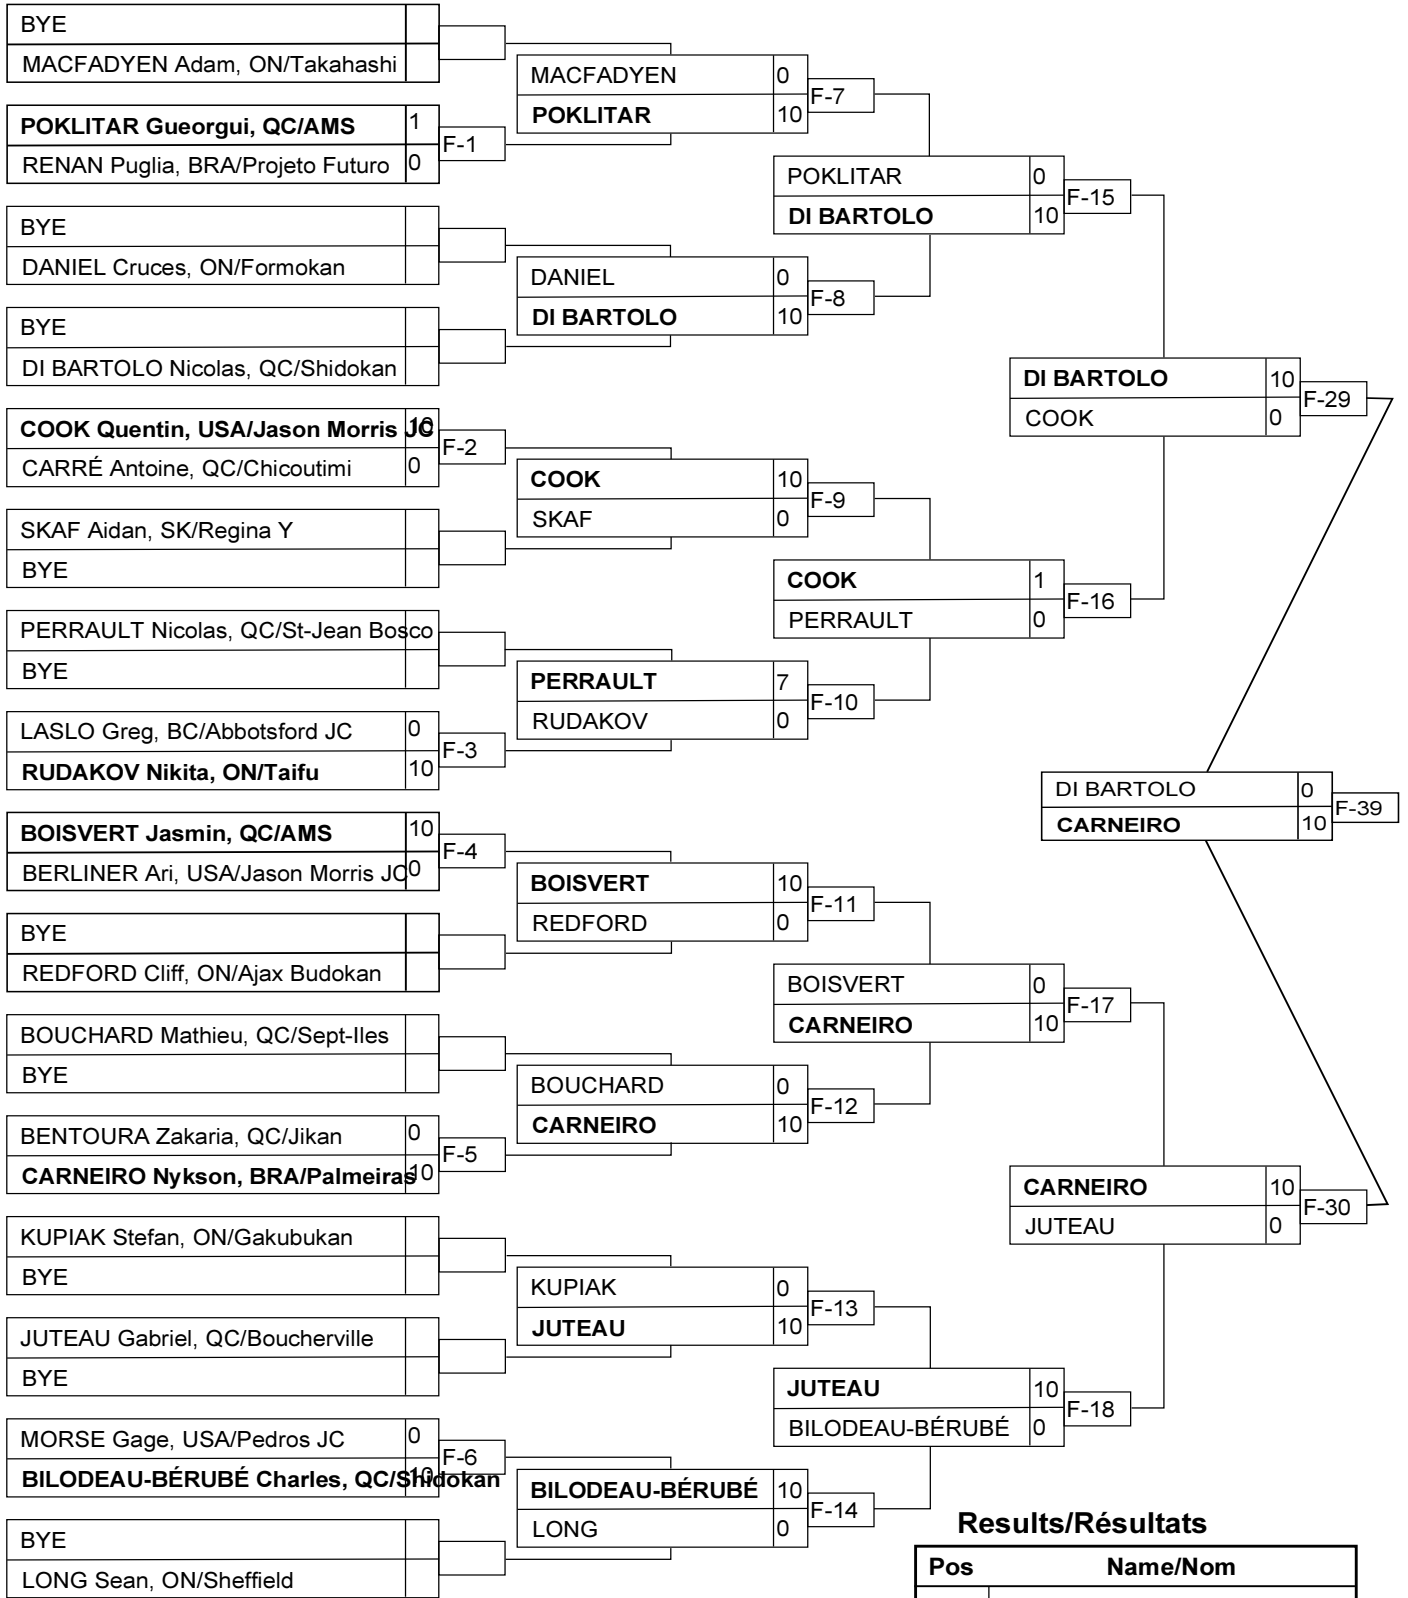 BYE
MACFADYEN Adam, ON/Takahashi
POKLITAR Gueorgui, QC/AMS 1
RENAN Puglia, BRA/Projeto Futuro 0
F-1
BYE
DANIEL Cruces, ON/Formokan
BYE
DI BARTOLO Nicolas, QC/Shidokan
COOK Quentin, USA/Jason Morris JC 10
CARRÉ Antoine, QC/Chicoutimi 0
F-2
SKAF Aidan, SK/Regina Y
BYE
PERRAULT Nicolas, QC/St-Jean Bosco
BYE
LASLO Greg, BC/Abbotsford JC 0
RUDAKOV Nikita, ON/Taifu 10
F-3
BOISVERT Jasmin, QC/AMS 10
BERLINER Ari, USA/Jason Morris JC 0
F-4
BYE
REDFORD Cliff, ON/Ajax Budokan
BOUCHARD Mathieu, QC/Sept-Iles
BYE
BENTOURA Zakaria, QC/Jikan 0
CARNEIRO Nykson, BRA/Palmeiras 10
F-5
KUPIAK Stefan, ON/Gakubukan
BYE
JUTEAU Gabriel, QC/Boucherville
BYE
MORSE Gage, USA/Pedros JC 0
BILODEAU-BÉRUBÉ Charles, QC/Shidokan 10
F-6
BYE
LONG Sean, ON/Sheffield
MACFADYEN 0
POKLITAR 10
F-7
DANIEL 0
DI BARTOLO 10
F-8
COOK 10
SKAF 0
F-9
PERRAULT 7
RUDAKOV 0
F-10
BOISVERT 10
REDFORD 0
F-11
BOUCHARD 0
CARNEIRO 10
F-12
KUPIAK 0
JUTEAU 10
F-13
BILODEAU-BÉRUBÉ 10
LONG 0
F-14
POKLITAR 0
DI BARTOLO 10
F-15
COOK 1
PERRAULT 0
F-16
BOISVERT 0
CARNEIRO 10
F-17
JUTEAU 10
BILODEAU-BÉRUBÉ 0
F-18
DI BARTOLO 10
COOK 0
F-29
CARNEIRO 10
JUTEAU 0
F-30
DI BARTOLO 0
CARNEIRO 10
F-39
Results/Résultats
Pos Name/Nom